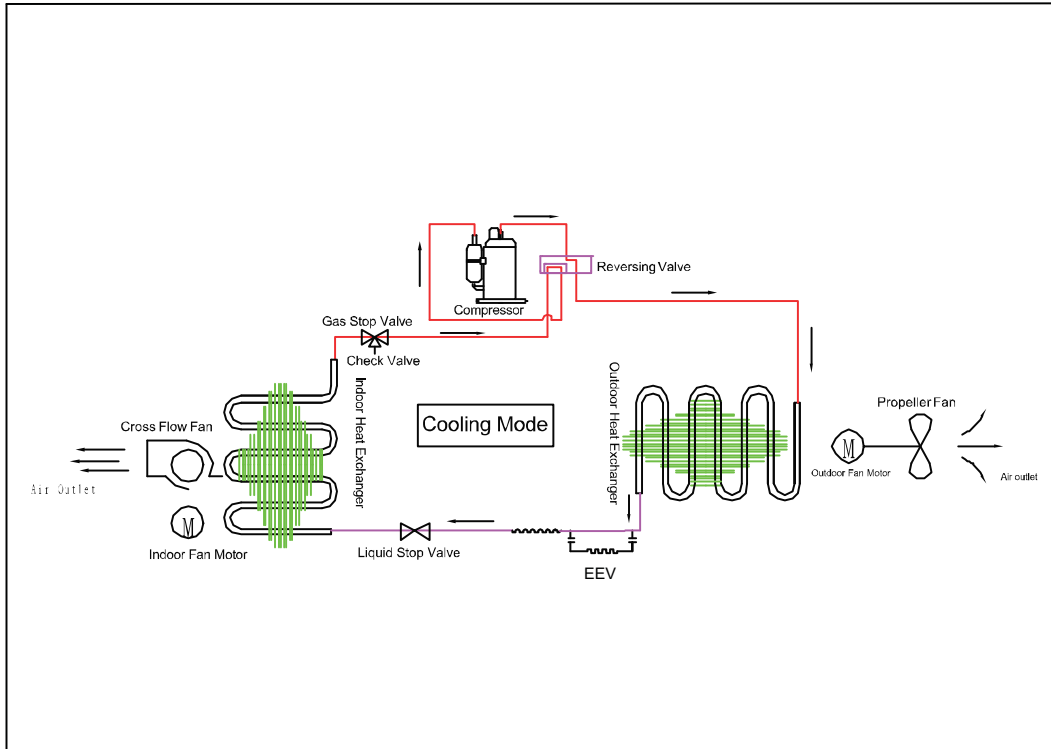 Reversing Valve
Compressor
Gas Stop Valve
Check Valve
Indoor Heat Exchanger
Outdoor Heat Exchanger
Cooling Mode
Propeller Fan
Cross Flow Fan
M
Outdoor Fan Motor
Air outlet
Air Outlet
M
Indoor Fan Motor
Liquid Stop Valve
EEV